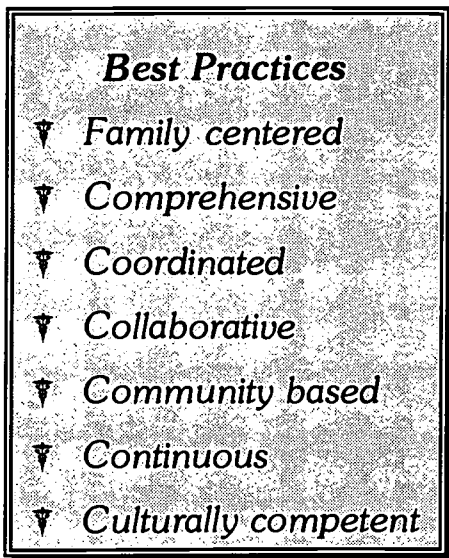 Best Practices
Family centered
Comprehensive
Coordinated
Collaborative
Community based
Continuous
Culturally competent